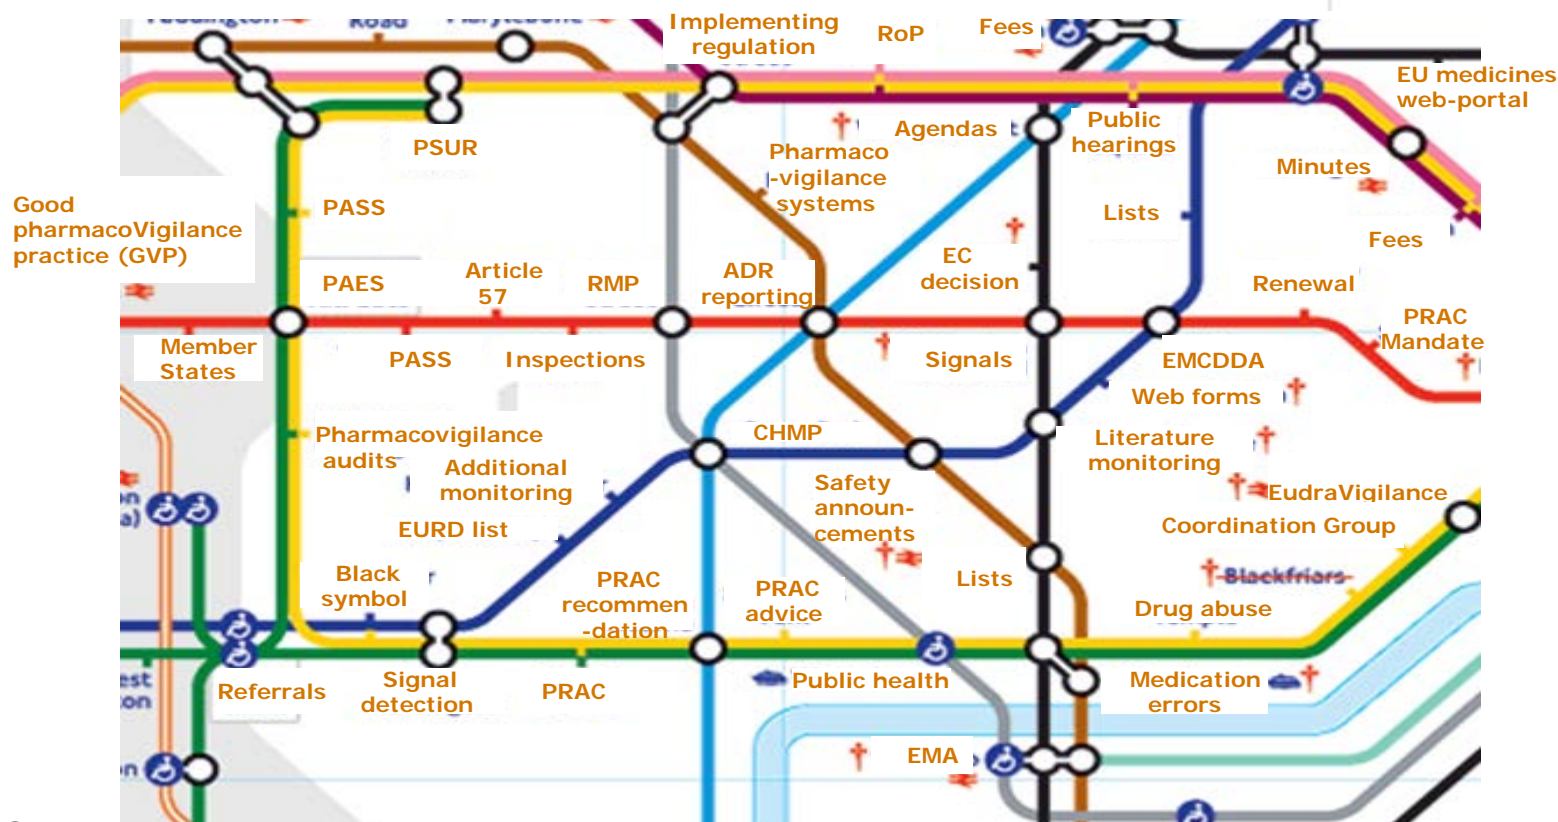 Road
Implementing
regulation
RoP
Fees
EU medicines
web-portal
PSUR
Agendas
Public
hearings
Pharmaco
-vigilance
systems
Minutes
Good
pharmacoVigilance
practice (GVP)
PASS
Lists
Fees
PAES
Article
57
RMP
ADR
reporting
EC
decision
Renewal
PRAC
Mandate
Member
States
PASS
Inspections
Signals
EMCDDA
Web forms
Pharmacovigilance
audits
CHMP
Literature
monitoring
Additional
monitoring
EURD list
Safety
announ-
cements
EudraVigilance
Coordination Group
Black
symbol
PRAC
recommen
-dation
PRAC
advice
Lists
Blackfriars
Drug abuse
Referrals
Signal
detection
PRAC
Public health
Medication
errors
EMA